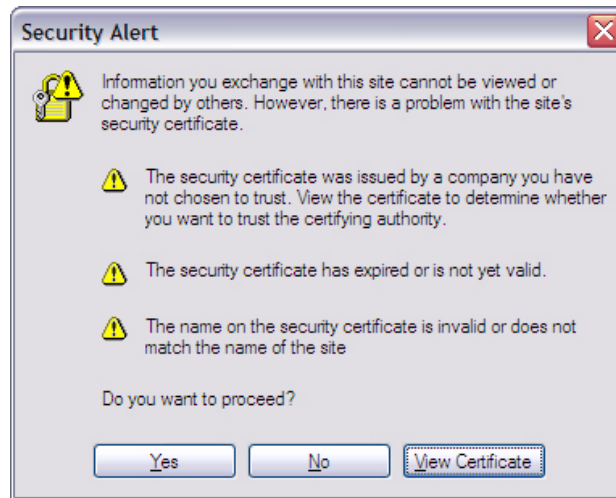 Security Alert
Information you exchange with this site cannot be viewed or
changed by others. However, there is a problem with the site's
security certificate.
The security certificate was issued by a company you have
not chosen to trust. View the certificate to determine whether
you want to trust the certifying authority.
The security certificate has expired or is not yet valid.
The name on the security certificate is invalid or does not
match the name of the site
Do you want to proceed?
Yes No View Certificate